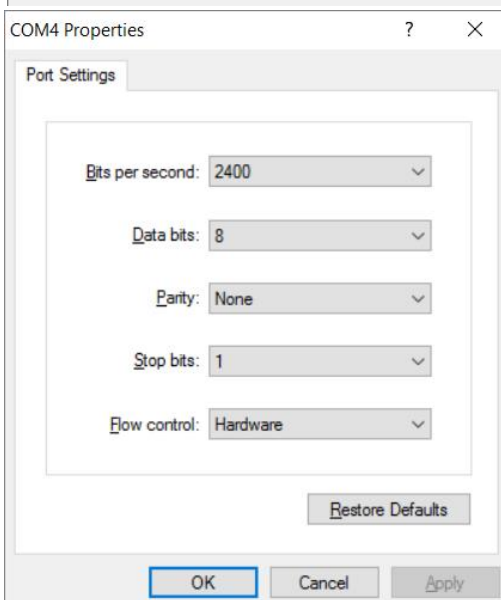 COM4 Properties ? ×
Port Settings
Bits per second: 2400
Data bits: 8
Parity: None
Stop bits: 1
Flow control: Hardware
Restore Defaults
OK Cancel Apply